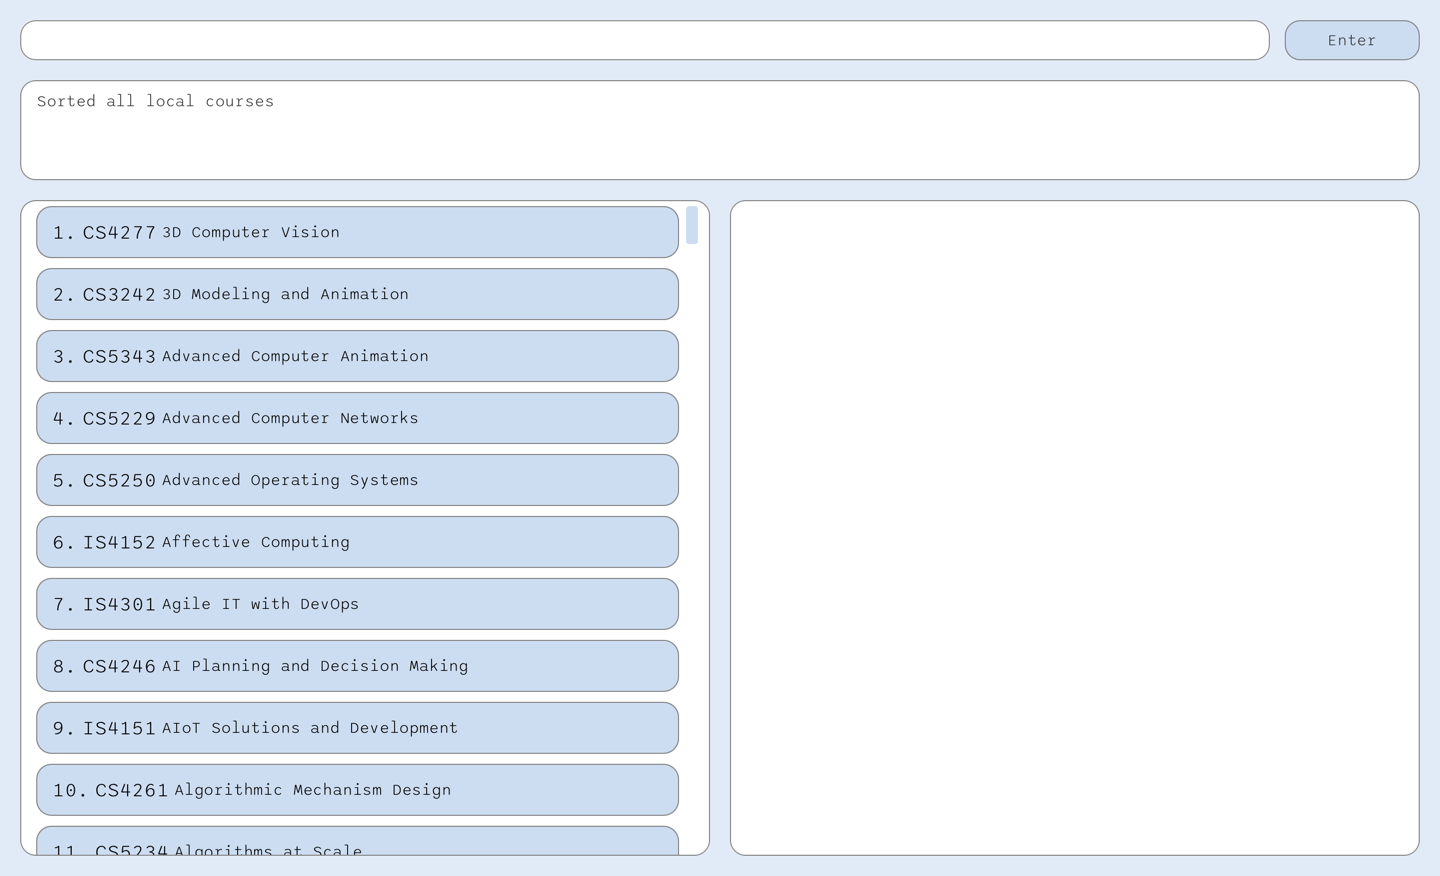 Enter
Sorted all local courses
1. CS4277 3D Computer Vision
2. CS3242 3D Modeling and Animation
3. CS5343 Advanced Computer Animation
4. CS5229 Advanced Computer Networks
5. CS5250 Advanced Operating Systems
6. IS4152 Affective Computing
7. IS4301 Agile IT with DevOps
8. CS4246 AI Planning and Decision Making
9. IS4151 AIoT Solutions and Development
10. CS4261 Algorithmic Mechanism Design
11. CS5234 Algorithms at Scale